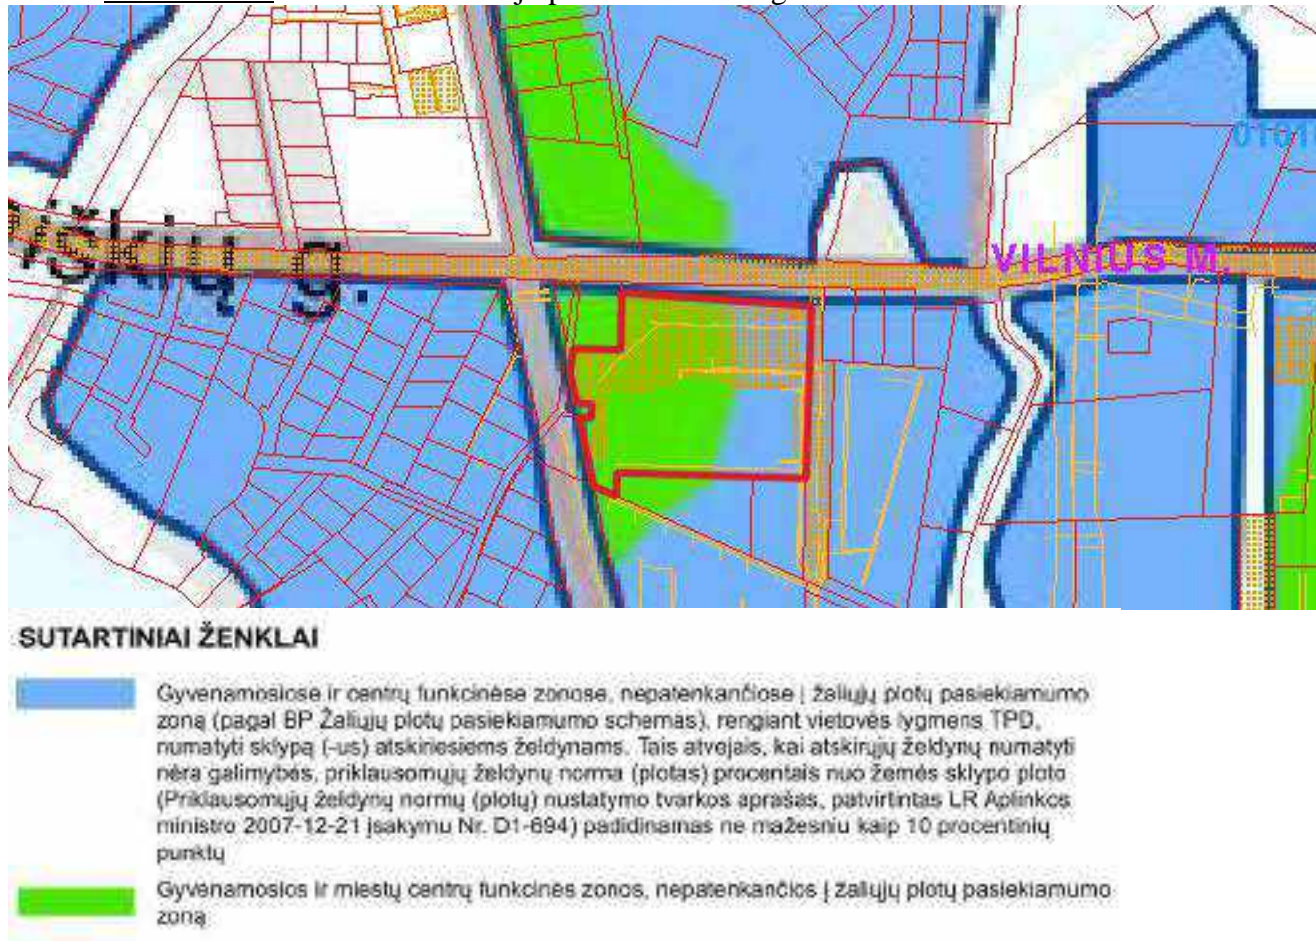 0101
iškių g.
VILNIUS M.
SUTARTINIAI ŽENKLAI
Gyvenamosiose ir centrų funkcinėse zonose, nepatenkančiose į žaliųjų plotų pasiekiamumo
zoną (pagal BP Žaliųjų plotų pasiekiamumo schemas), rengiant vietovės lygmens TPD,
numatyti sklypą (-us) atskiriesiems želdynams. Tais atvejais, kai atskirųjų želdynų numatyti
nėra galimybės, priklausomųjų želdynų norma (plotas) procentais nuo žemės sklypo ploto
(Priklausomųjų želdynų normų (plotų) nustatymo tvarkos aprašas, patvirtintas LR Aplinkos
ministro 2007-12-21 įsakymu Nr. D1-694) padidinamas ne mažesniu kaip 10 procentinių
punktų
Gyvenamosios ir miestų centrų funkcinės zonos, nepatenkančios į žaliųjų plotų pasiekiamumo
zoną